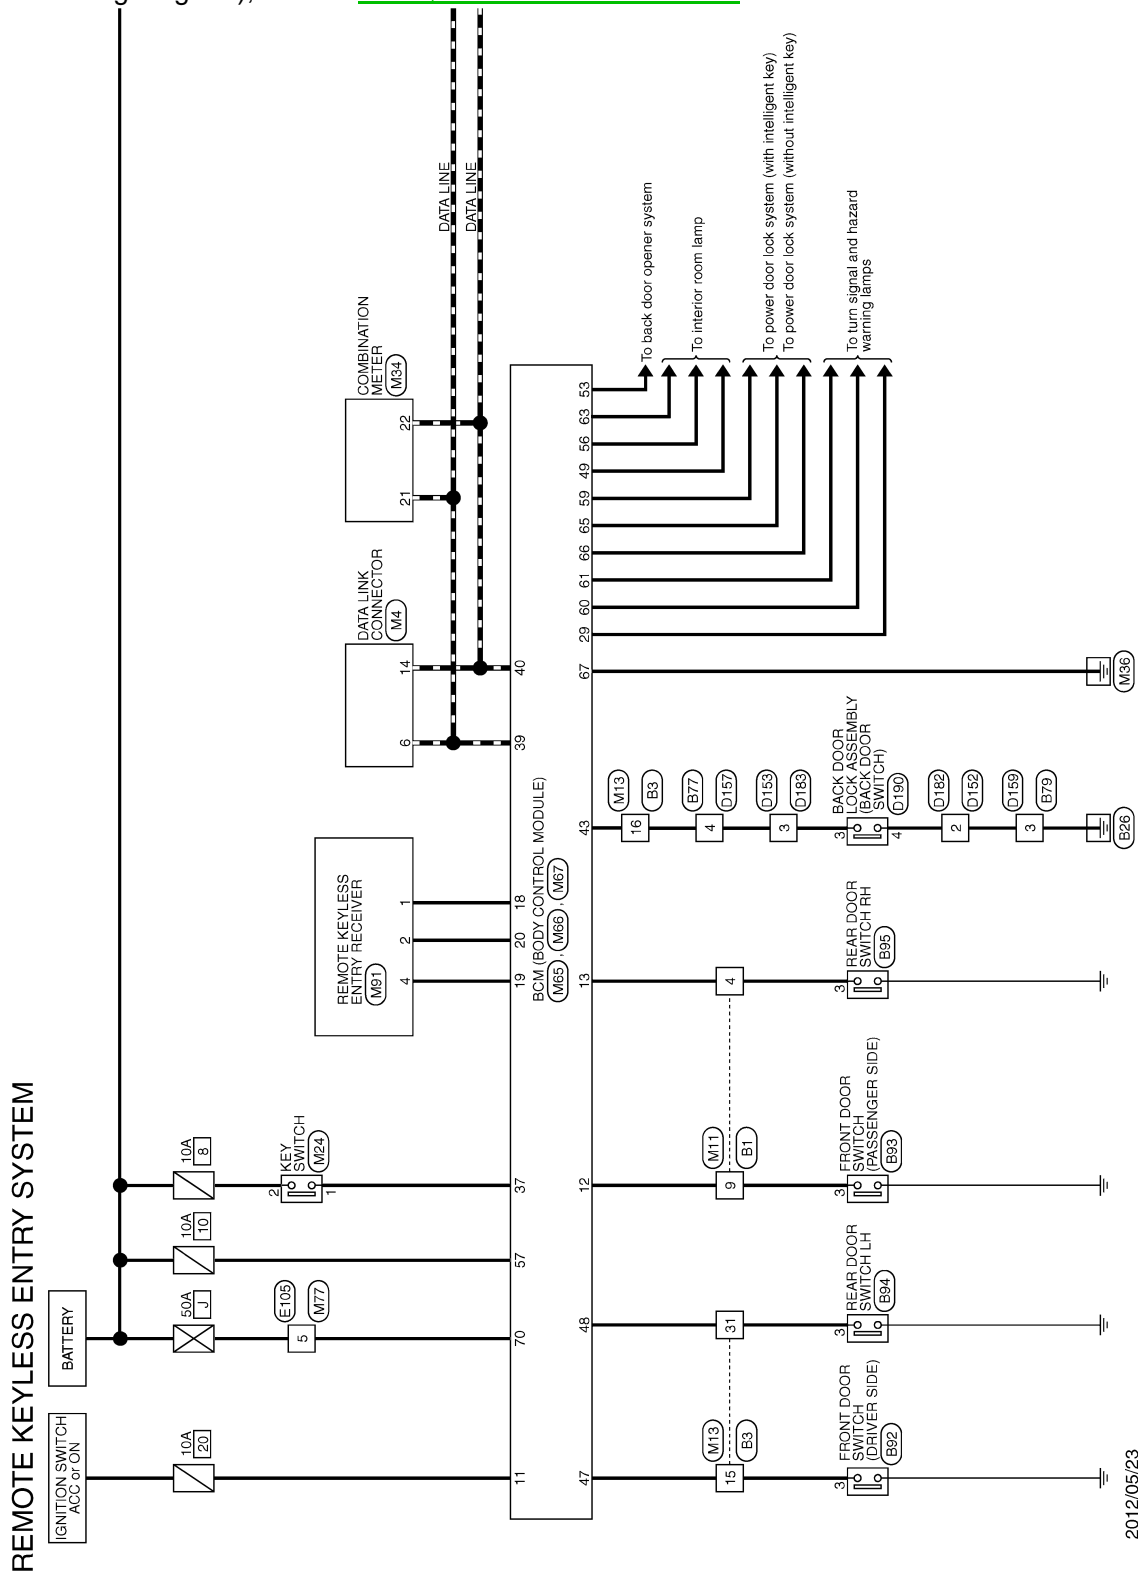 REMOTE KEYLESS ENTRY SYSTEM
IGNITION SWITCH
ACC or ON
BATTERY
10A
20
50A
J
10A
10
10A
8
E105
M77
5
KEY
SWITCH
M24
2
1
REMOTE KEYLESS
ENTRY RECEIVER
M91
4
2
1
DATA LINK
CONNECTOR
M4
6
14
COMBINATION
METER
M34
21
22
DATA LINE
DATA LINE
11
70
57
37
19
20
18
39
40
BCM (BODY CONTROL MODULE)
M65 , M66 , M67
47
48
12
13
43
67
29
60
61
66
65
59
49
56
63
53
To back door opener system
To interior room lamp
To power door lock system (with intelligent key)
To power door lock system (without intelligent key)
To turn signal and hazard
warning lamps
M13
B3
15
31
M11
B1
9
4
16
M13
B3
4
B77
D157
3
D153
D183
3
FRONT DOOR
SWITCH
(DRIVER SIDE)
B92
3
REAR DOOR
SWITCH LH
B94
3
FRONT DOOR
SWITCH
(PASSENGER SIDE)
B93
3
REAR DOOR
SWITCH RH
B95
3
4
BACK DOOR
LOCK ASSEMBLY
(BACK DOOR
SWITCH)
D190
2
D182
D152
3
D159
B79
B26
M36
2012/05/23